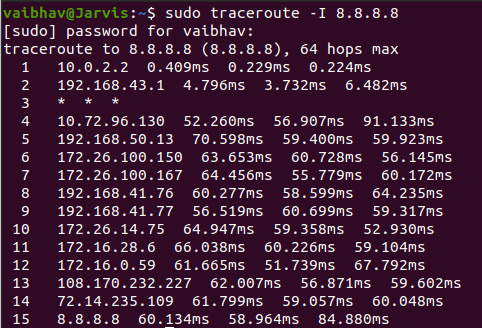 vaibhav@Jarvis:~$ sudo traceroute -I 8.8.8.8
[sudo] password for vaibhav:
traceroute to 8.8.8.8 (8.8.8.8), 64 hops max
1 10.0.2.2 0.409ms 0.229ms 0.224ms
2 192.168.43.1 4.796ms 3.732ms 6.482ms
3 * * *
4 10.72.96.130 52.260ms 56.907ms 91.133ms
5 192.168.50.13 70.598ms 59.400ms 59.923ms
6 172.26.100.150 63.653ms 60.728ms 56.145ms
7 172.26.100.167 64.456ms 55.779ms 60.172ms
8 192.168.41.76 60.277ms 58.599ms 64.235ms
9 192.168.41.77 56.519ms 60.699ms 59.317ms
10 172.26.14.75 64.947ms 59.358ms 52.930ms
11 172.16.28.6 66.038ms 60.226ms 59.104ms
12 172.16.0.59 61.665ms 51.739ms 67.792ms
13 108.170.232.227 62.007ms 56.871ms 59.602ms
14 72.14.235.109 61.799ms 59.057ms 60.048ms
15 8.8.8.8 60.134ms 58.964ms 84.880ms